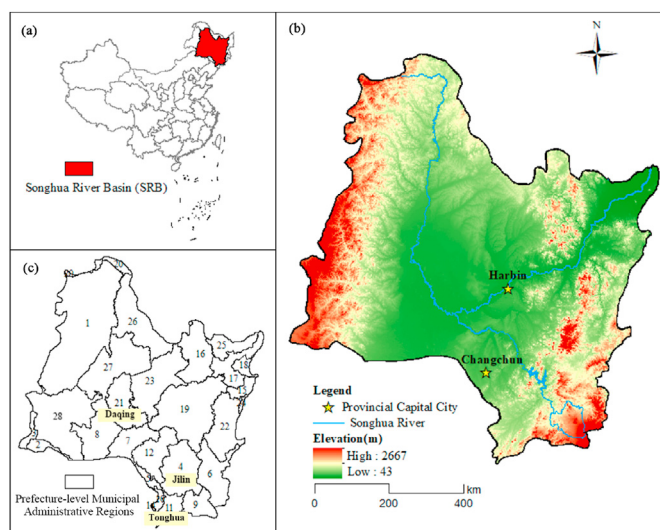 (a)
Songhua River Basin (SRB)
(b)
N
Harbin
Changchun
Legend
Provincial Capital City
Songhua River
Elevation(m)
High : 2667
Low : 43
0 200 400
km
(c)
1
26
27
16
25
18
17
15
23
21
Daqing
19
28
8
7
22
2
12
4
Jilin
6
11
9
Tonghua
Prefecture-level Municipal
Administrative Regions